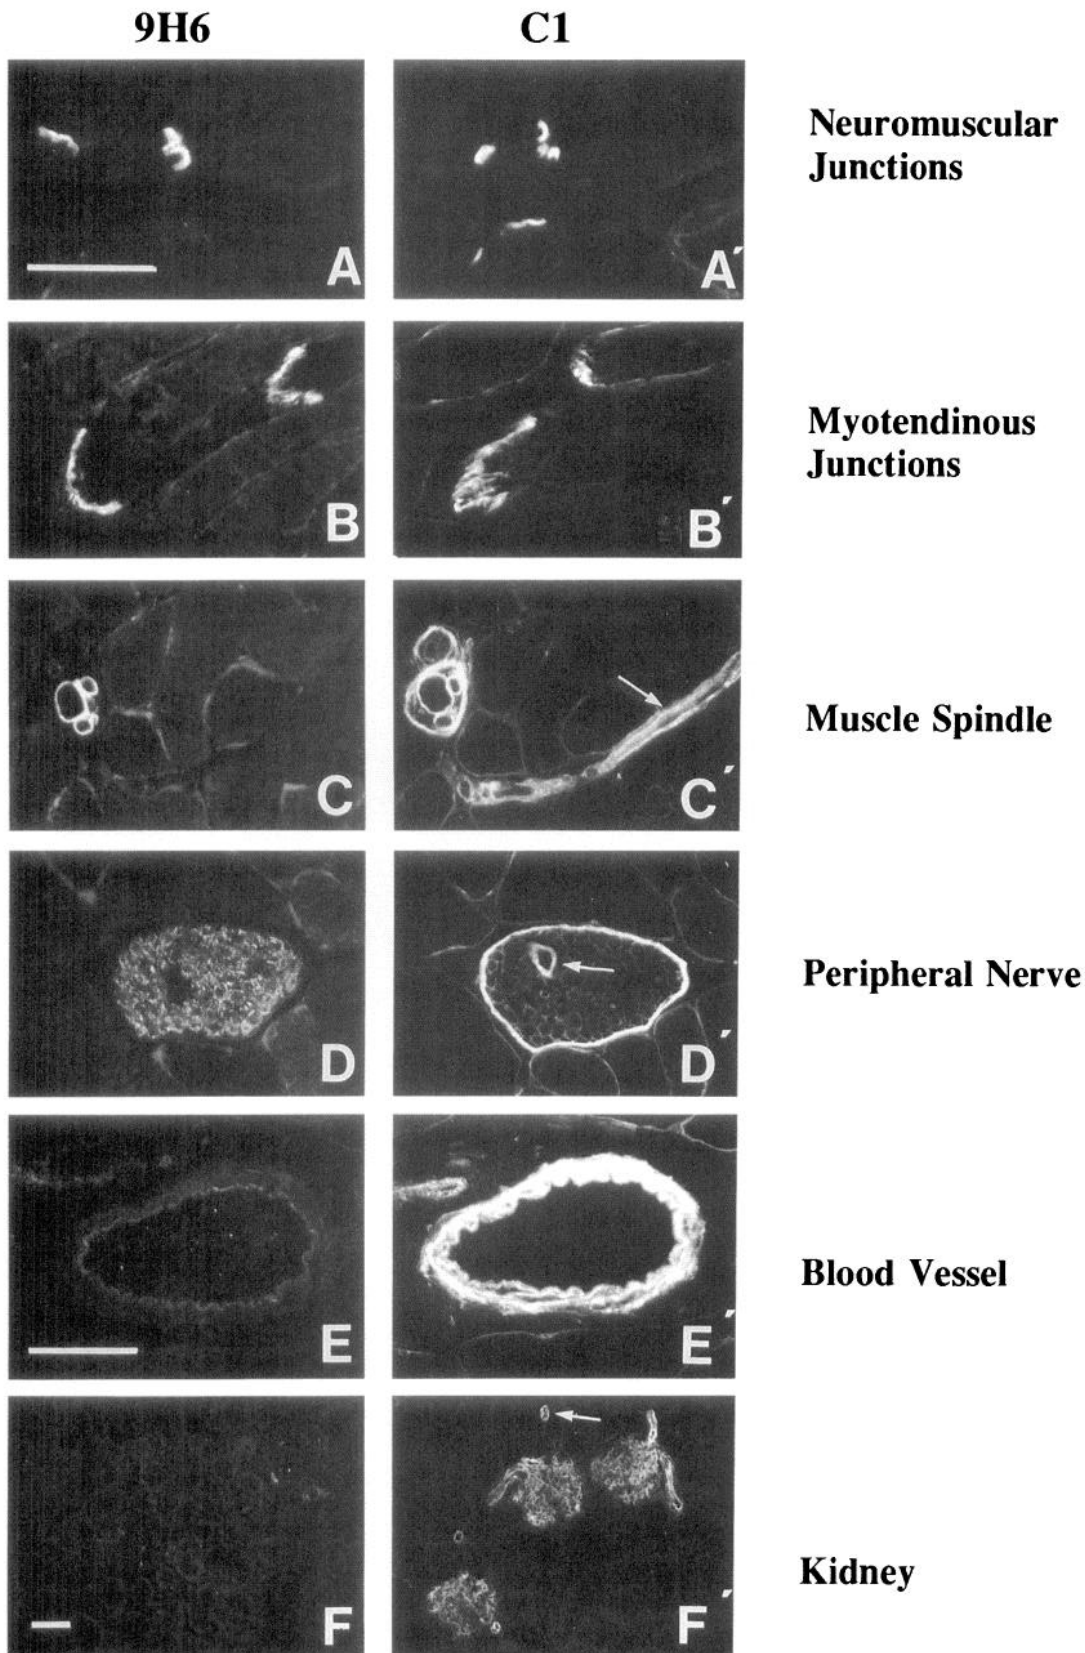 9H6 C1
A A′ Neuromuscular
Junctions
B B′ Myotendinous
Junctions
C C′ Muscle Spindle
D D′ Peripheral Nerve
E E′ Blood Vessel
F F′ Kidney